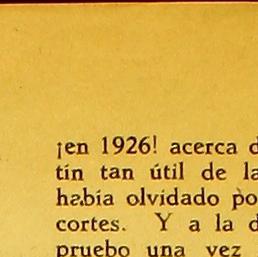 ¡en 1926! acerca d
tín tan útil de la
había olvidado po
cortes. Y a la d
pruebo una vez